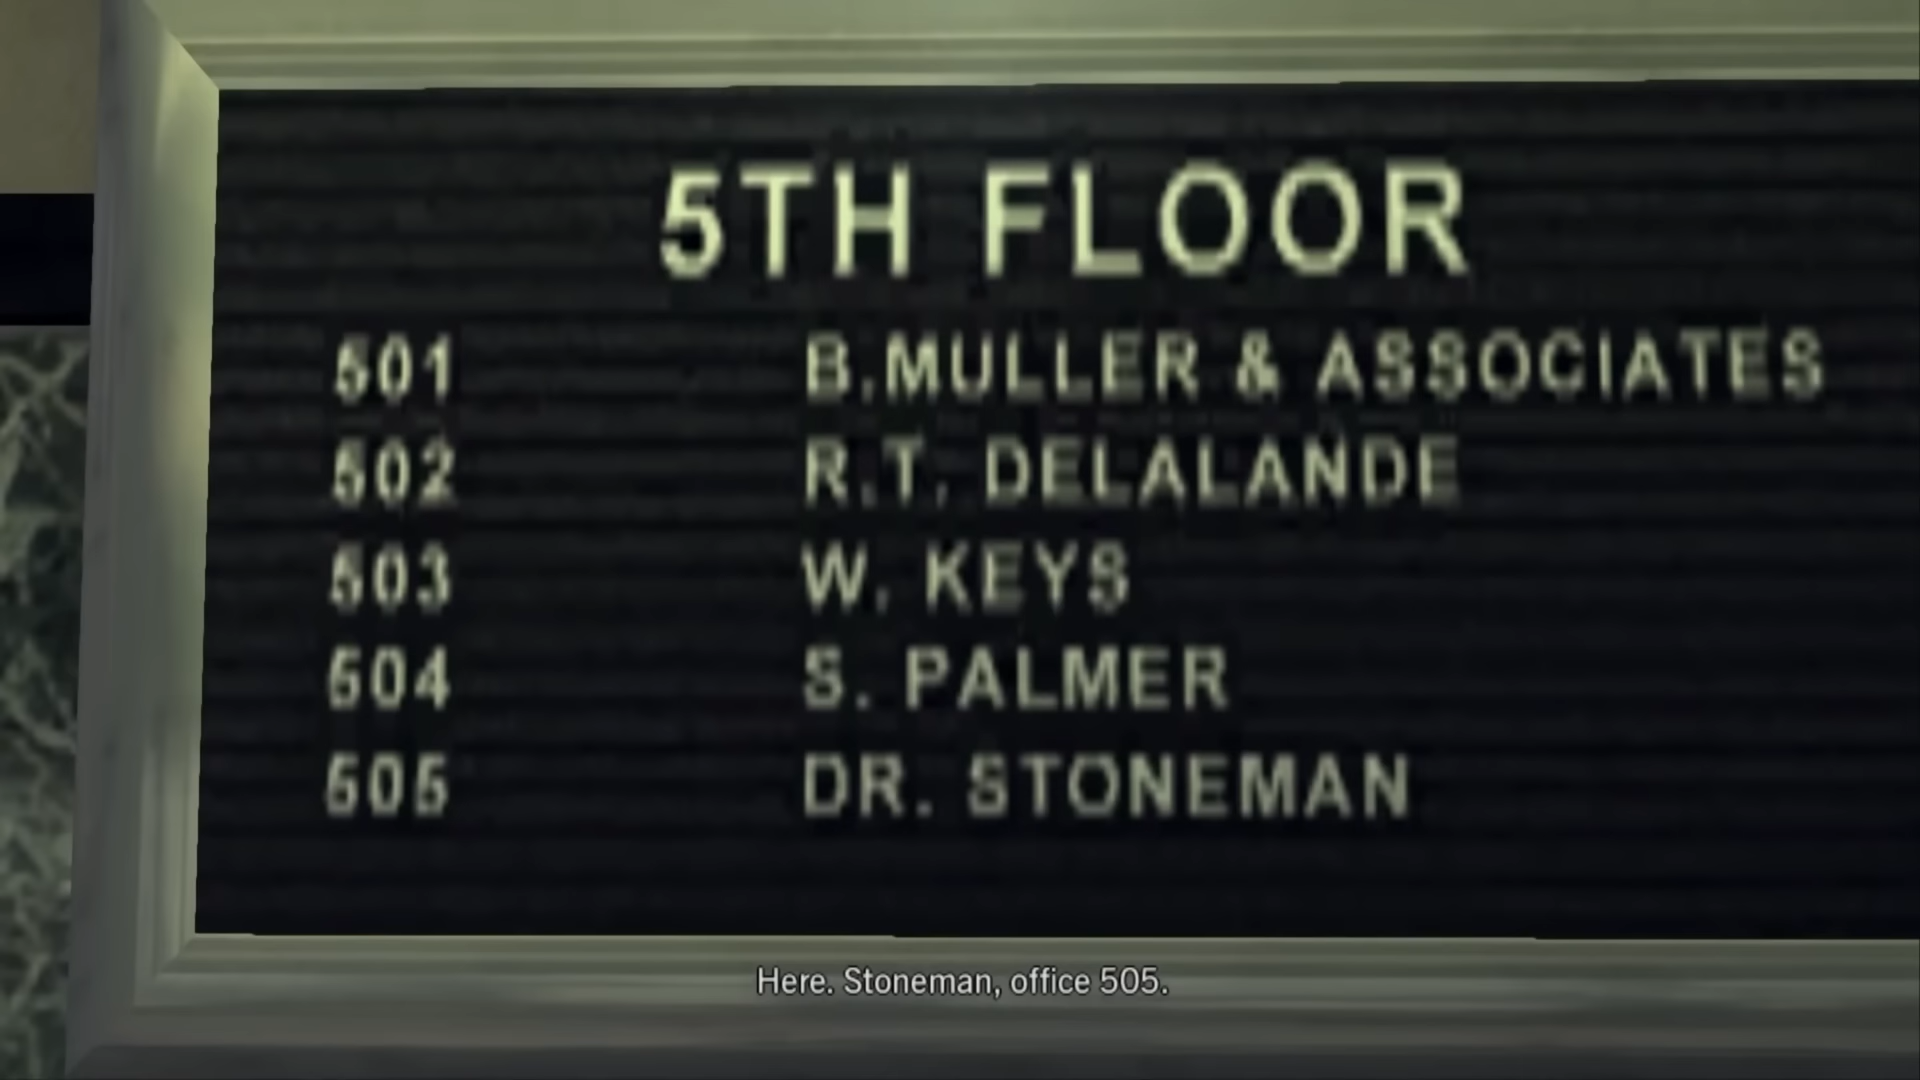 5TH FLOOR
501 B.MULLER & ASSOCIATES
502 R.T. DELALANDE
503 W. KEYS
504 S. PALMER
505 DR. STONEMAN
Here. Stoneman, office 505.